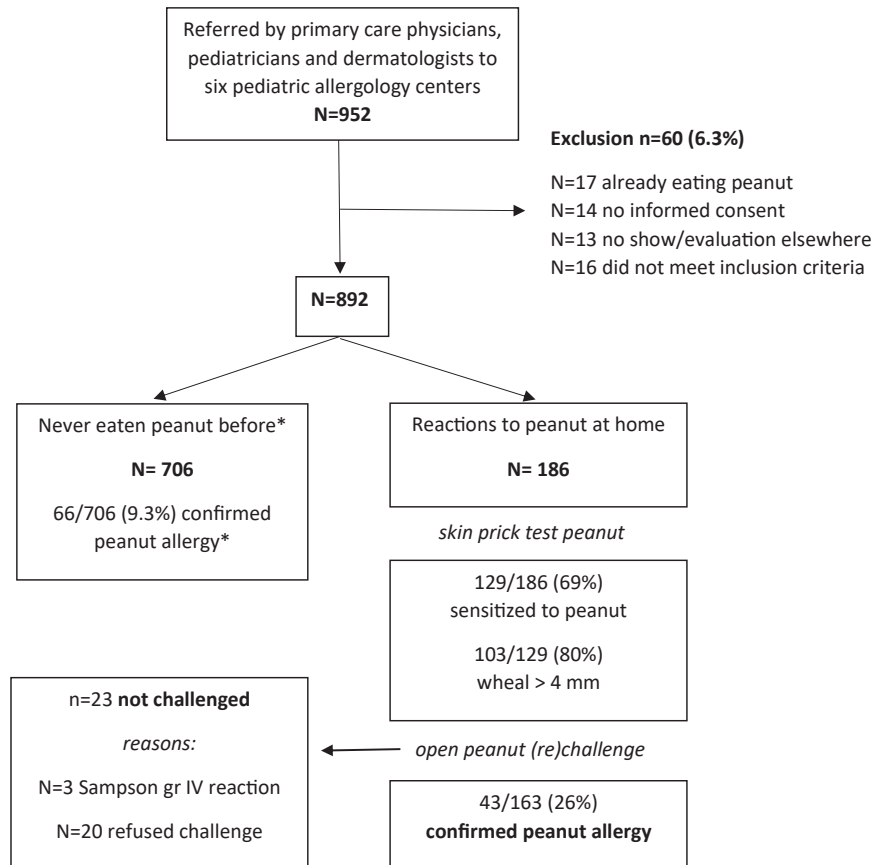 Referred by primary care physicians,
pediatricians and dermatologists to
six pediatric allergology centers
N=952
Exclusion n=60 (6.3%)
N=17 already eating peanut
N=14 no informed consent
N=13 no show/evaluation elsewhere
N=16 did not meet inclusion criteria
N=892
Never eaten peanut before*
N= 706
66/706 (9.3%) confirmed
peanut allergy*
Reactions to peanut at home
N= 186
skin prick test peanut
129/186 (69%)
sensitized to peanut
103/129 (80%)
wheal > 4 mm
n=23 not challenged
reasons:
N=3 Sampson gr IV reaction
N=20 refused challenge
open peanut (re)challenge
43/163 (26%)
confirmed peanut allergy